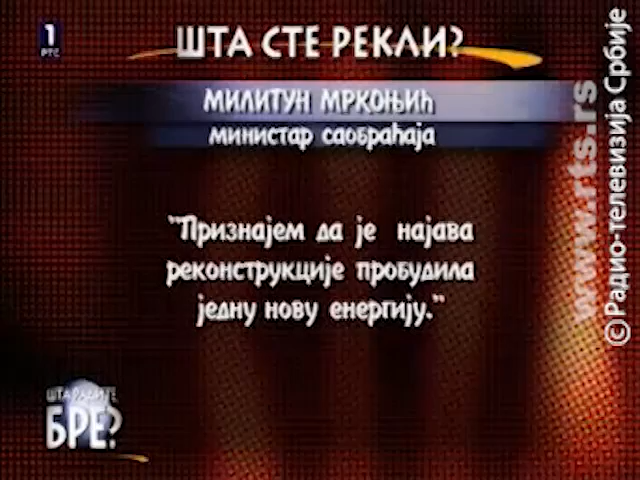 1
РТС
ШТА СТЕ РЕКЛИ?
МИЛИТУН МРКОЊИЋ
министар саобраћаја
"Признајем да је најава
реконструкције пробудила
једну нову енергију."
ШТА РАДИТЕ
БРЕ?
www.rts.rs
©Радио-телевизија Србије